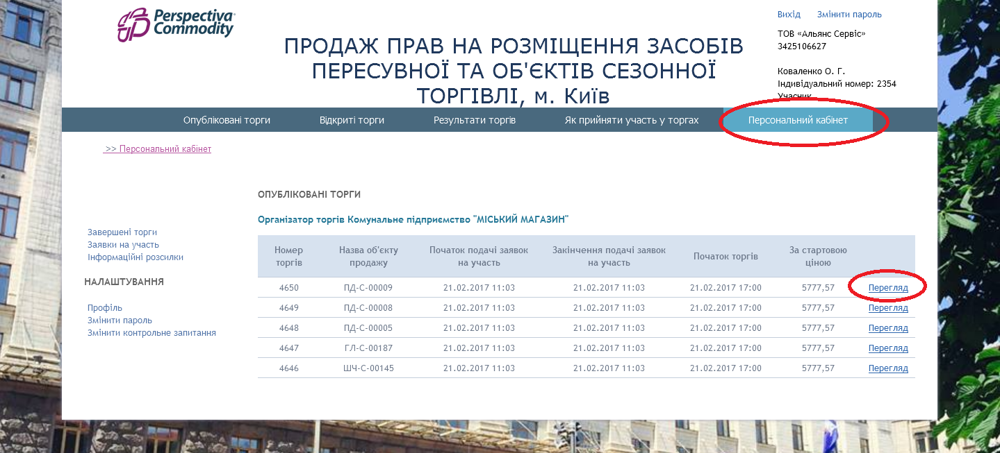 Perspectiva
Commodity
Вихід Змінити пароль
ТОВ «Альянс Сервіс»
3425106627
ПРОДАЖ ПРАВ НА РОЗМІЩЕННЯ ЗАСОБІВ
ПЕРЕСУВНОЇ ТА ОБ'ЄКТІВ СЕЗОННОЇ
ТОРГІВЛІ, м. Київ
Коваленко О. Г.
Індивідуальний номер: 2354
Учасник
Опубліковані торги Відкриті торги Результати торгів Як прийняти участь у торгах Персональний кабінет
>> Персональний кабінет
Завершені торги
Заявки на участь
Інформаційні розсилки
НАЛАШТУВАННЯ
Профіль
Змінити пароль
Змінити контрольне запитання
ОПУБЛІКОВАНІ ТОРГИ
Організатор торгів Комунальне підприємство "МІСЬКИЙ МАГАЗИН"
Номер торгів Назва об'єкту продажу Початок подачі заявок на участь Закінчення подачі заявок на участь Початок торгів За стартовою ціною
4650 ПД-С-00009 21.02.2017 11:03 21.02.2017 11:03 21.02.2017 17:00 5777,57 Перегляд
4649 ПД-С-00008 21.02.2017 11:03 21.02.2017 11:03 21.02.2017 17:00 5777,57 Перегляд
4648 ПД-С-00005 21.02.2017 11:03 21.02.2017 11:03 21.02.2017 17:00 5777,57 Перегляд
4647 ГЛ-С-00187 21.02.2017 11:03 21.02.2017 11:03 21.02.2017 17:00 5777,57 Перегляд
4646 ШЧ-С-00145 21.02.2017 11:03 21.02.2017 11:03 21.02.2017 17:00 5777,57 Перегляд